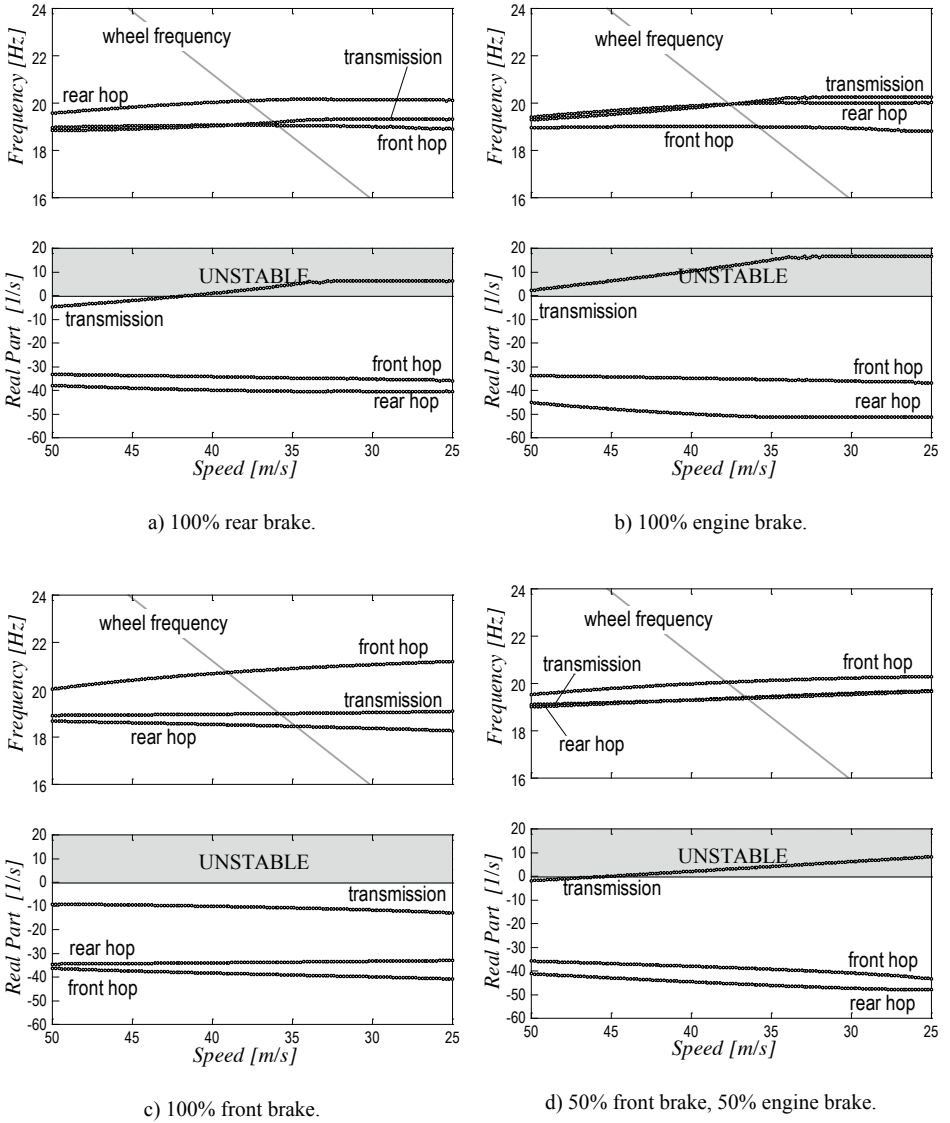 24
22
20
18
16
Frequency [Hz]
wheel frequency
transmission
rear hop
front hop
20
10
0
-10
-20
-30
-40
-50
-60
Real Part [1/s]
UNSTABLE
transmission
front hop
rear hop
50 45 40 35 30 25
Speed [m/s]
a) 100% rear brake.
24
22
20
18
16
Frequency [Hz]
wheel frequency
transmission
rear hop
front hop
20
10
0
-10
-20
-30
-40
-50
-60
Real Part [1/s]
UNSTABLE
transmission
front hop
rear hop
50 45 40 35 30 25
Speed [m/s]
b) 100% engine brake.
24
22
20
18
16
Frequency [Hz]
wheel frequency
front hop
transmission
rear hop
20
10
0
-10
-20
-30
-40
-50
-60
Real Part [1/s]
UNSTABLE
transmission
rear hop
front hop
50 45 40 35 30 25
Speed [m/s]
c) 100% front brake.
24
22
20
18
16
Frequency [Hz]
wheel frequency
transmission
front hop
rear hop
20
10
0
-10
-20
-30
-40
-50
-60
Real Part [1/s]
UNSTABLE
transmission
front hop
rear hop
50 45 40 35 30 25
Speed [m/s]
d) 50% front brake, 50% engine brake.